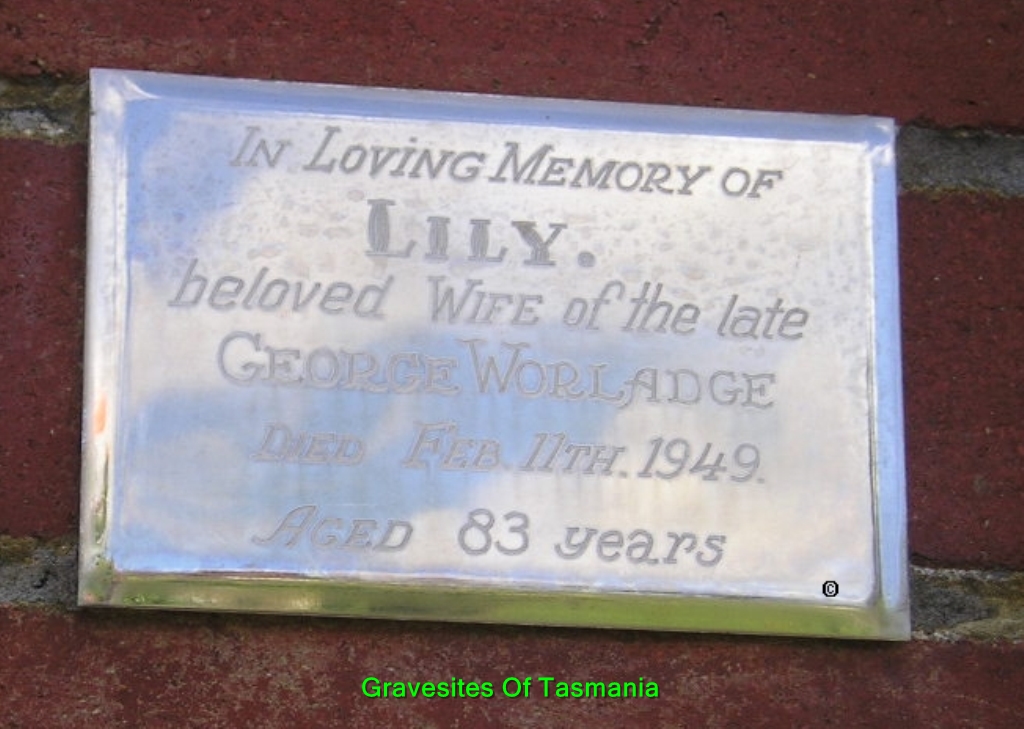 In Loving Memory of
Lily.
beloved Wife of the late
George Worladge
Died Feb. 11th. 1949.
Aged 83 years
©
Gravesites Of Tasmania